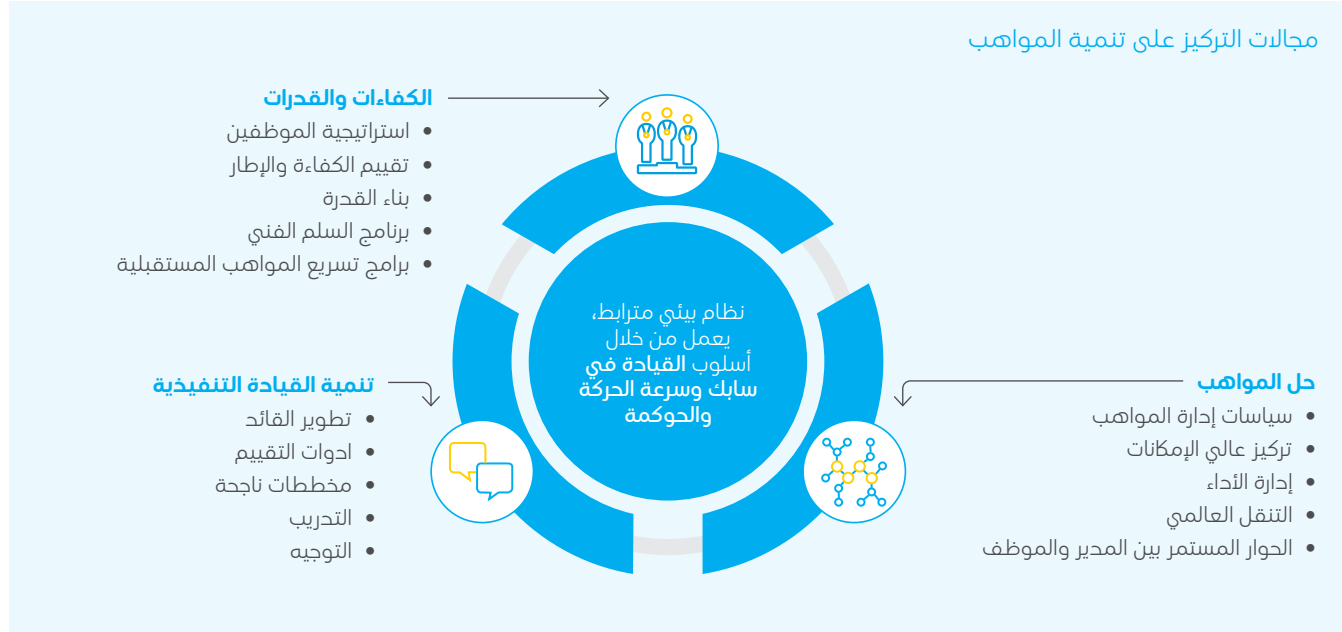 مجالات التركيز على تنمية المواهب
الكفاءات والقدرات
• استراتيجية الموظفين
• تقييم الكفاءة والإطار
• بناء القدرة
• برنامج السلم الفني
• برامج تسريع المواهب المستقبلية
نظام بيئي مترابط،
يعمل من خلال
أسلوب القيادة في
سابك وسرعة الحركة
والحوكمة
حل المواهب
• سياسات إدارة المواهب
• تركيز عالي الإمكانات
• إدارة الأداء
• التنقل العالمي
• الحوار المستمر بين المدير والموظف
تنمية القيادة التنفيذية
• تطوير القائد
• ادوات التقييم
• مخططات ناجحة
• التدريب
• التوجيه